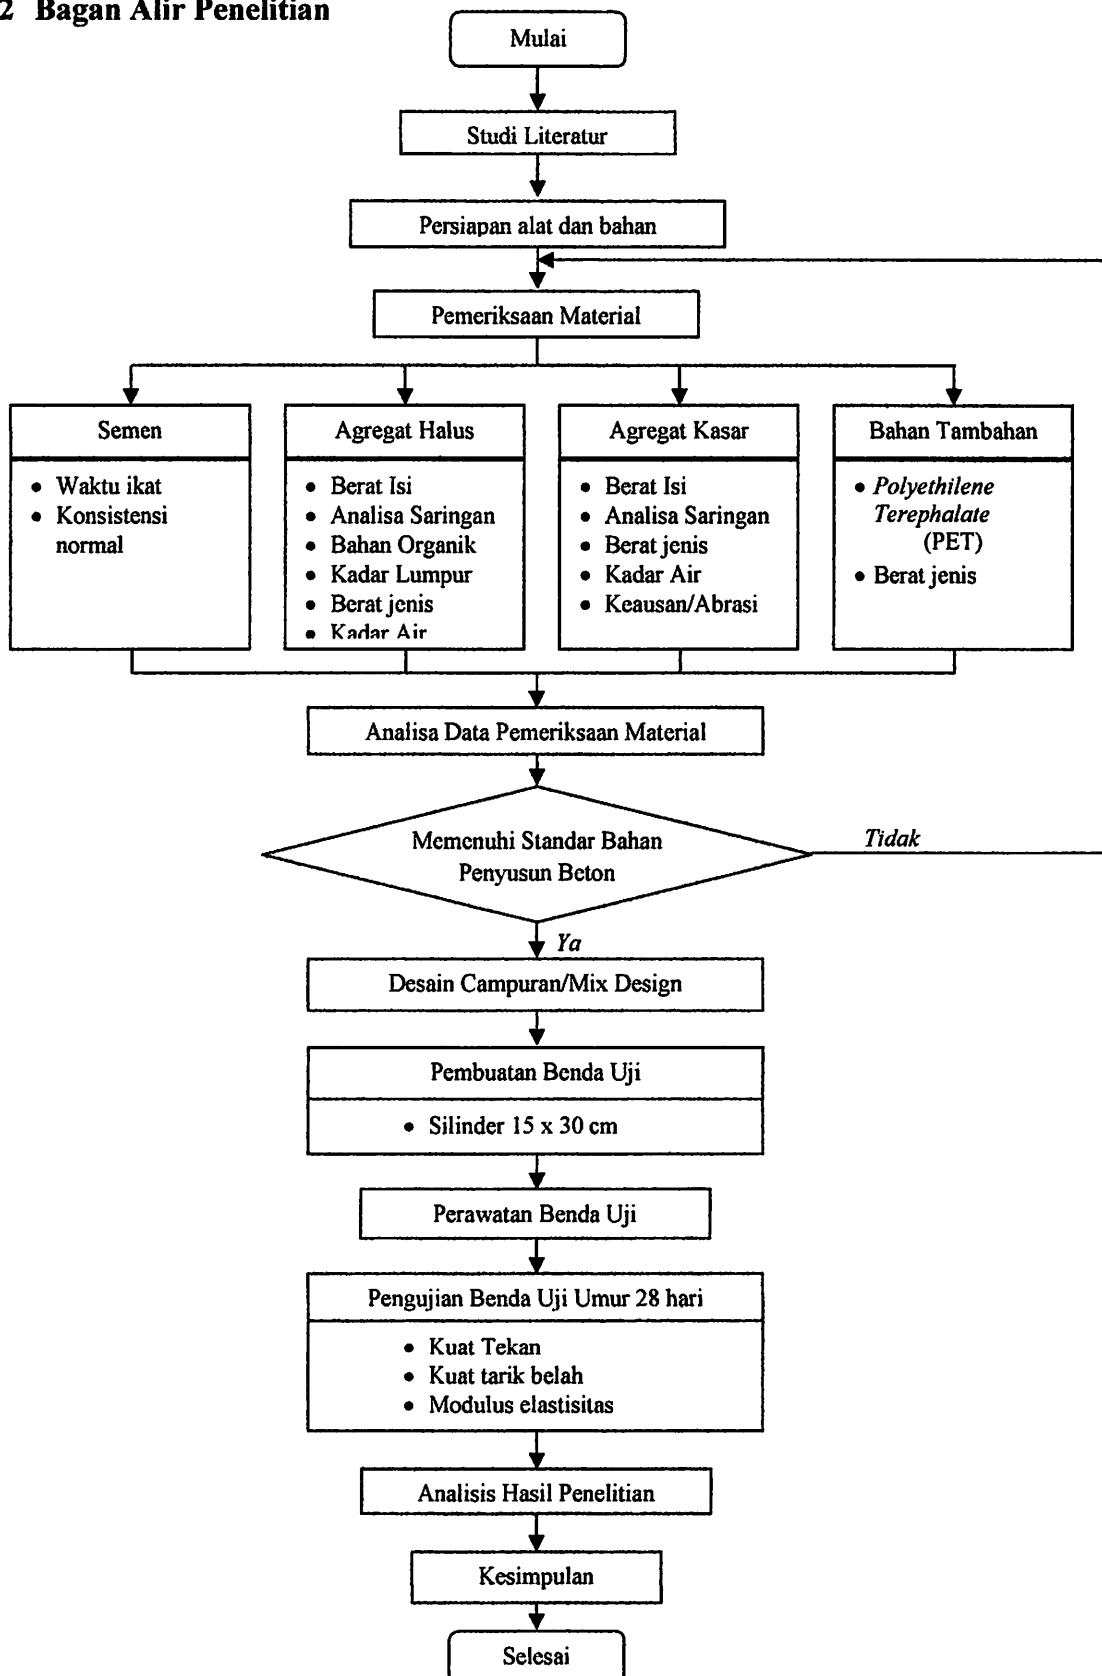 2 Bagan Alir Penelitian
Mulai
Studi Literatur
Persiapan alat dan bahan
Pemeriksaan Material
Semen
• Waktu ikat
• Konsistensi
normal
Agregat Halus
• Berat Isi
• Analisa Saringan
• Bahan Organik
• Kadar Lumpur
• Berat jenis
• Kadar Air
Agregat Kasar
• Berat Isi
• Analisa Saringan
• Berat jenis
• Kadar Air
• Keausan/Abrasi
Bahan Tambahan
• Polyethilene
Terephalate
(PET)
• Berat jenis
Analisa Data Pemeriksaan Material
Memenuhi Standar Bahan
Penyusun Beton
Tidak
Ya
Desain Campuran/Mix Design
Pembuatan Benda Uji
• Silinder 15 x 30 cm
Perawatan Benda Uji
Pengujian Benda Uji Umur 28 hari
• Kuat Tekan
• Kuat tarik belah
• Modulus elastisitas
Analisis Hasil Penelitian
Kesimpulan
Selesai